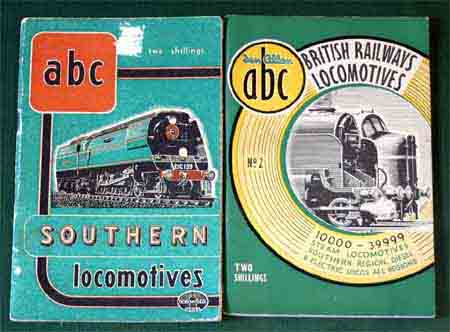 two shillings
abc
SOUTHERN
locomotives
Ian Allan
abc
BRITISH RAILWAYS
LOCOMOTIVES
No 2
10000 - 39999
STEAM LOCOMOTIVES
SOUTHERN REGION, DIESEL
& ELECTRIC LOCOS ALL REGIONS
TWO
SHILLINGS